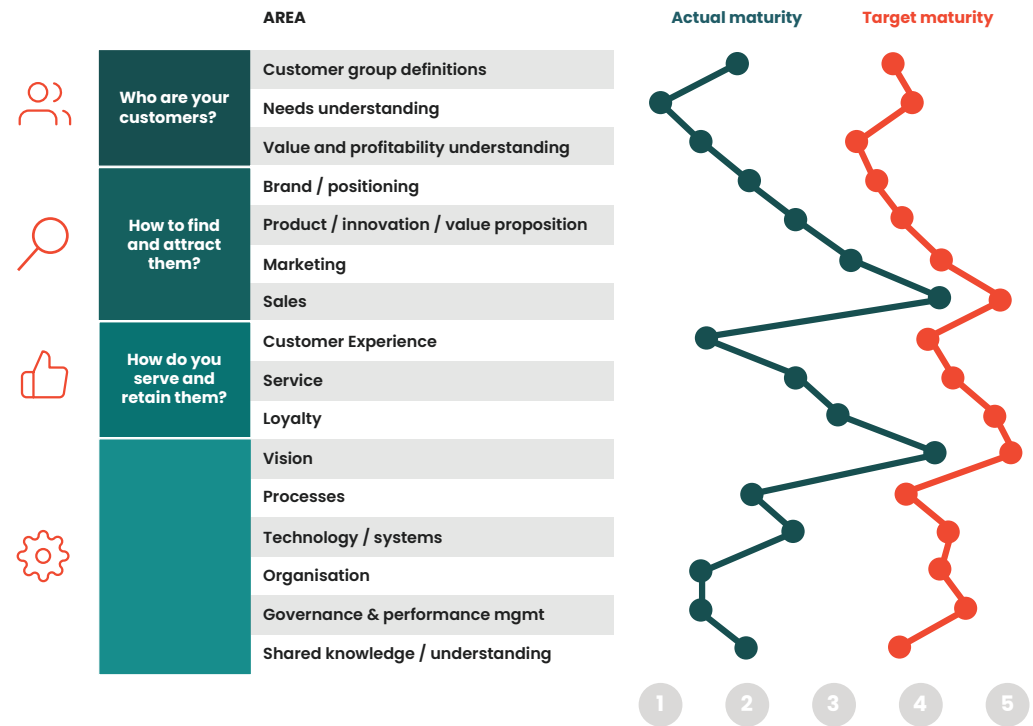 AREA
Actual maturity
Target maturity
Who are your
customers?
Customer group definitions
Needs understanding
Value and profitability understanding
How to find
and attract
them?
Brand / positioning
Product / innovation / value proposition
Marketing
Sales
How do you
serve and
retain them?
Customer Experience
Service
Loyalty
Vision
Processes
Technology / systems
Organisation
Governance & performance mgmt
Shared knowledge / understanding
1
2
3
4
5